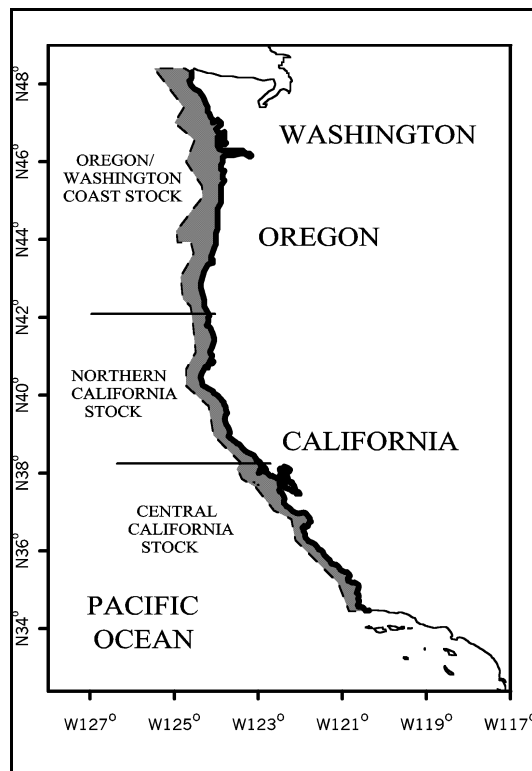 N48°
WASHINGTON
N46°
OREGON/
WASHINGTON
COAST STOCK
OREGON
N44°
N42°
NORTHERN
CALIFORNIA
STOCK
N40°
CALIFORNIA
N38°
CENTRAL
CALIFORNIA
STOCK
N36°
PACIFIC
OCEAN
N34°
W127° W125° W123° W121° W119° W117°